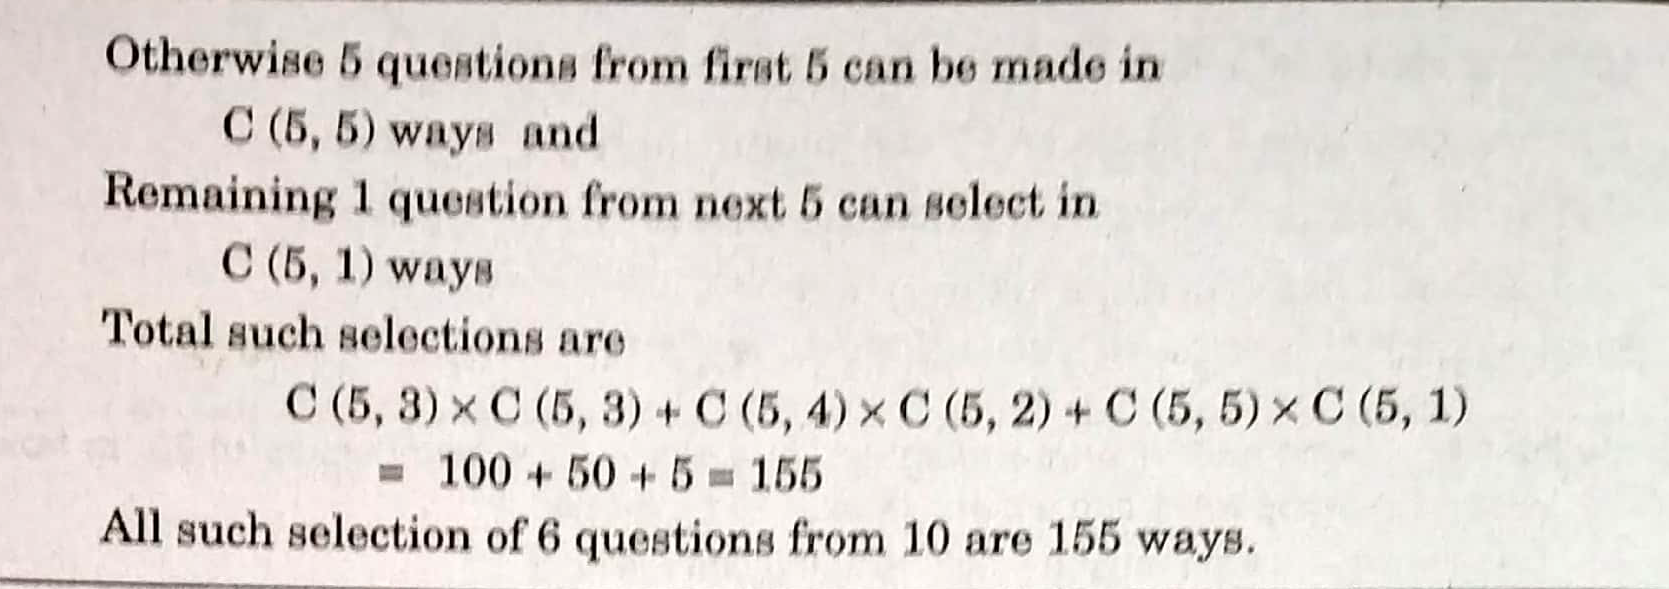 Otherwise 5 questions from first 5 can be made in
C (5, 5) ways and
Remaining 1 question from next 5 can select in
C (5, 1) ways
Total such selections are
C (5, 3) × C (5, 3) + C (5, 4) × C (5, 2) + C (5, 5) × C (5, 1)
= 100 + 50 + 5 = 155
All such selection of 6 questions from 10 are 155 ways.